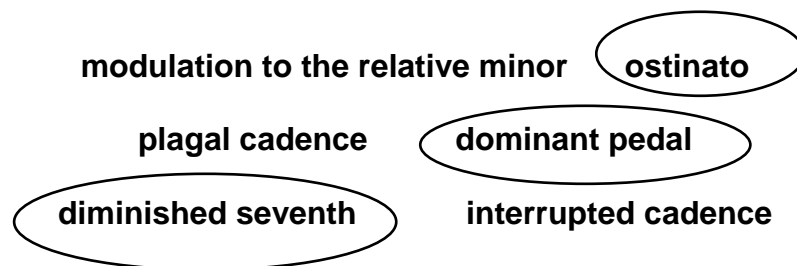 modulation to the relative minor ostinato
plagal cadence dominant pedal
diminished seventh interrupted cadence